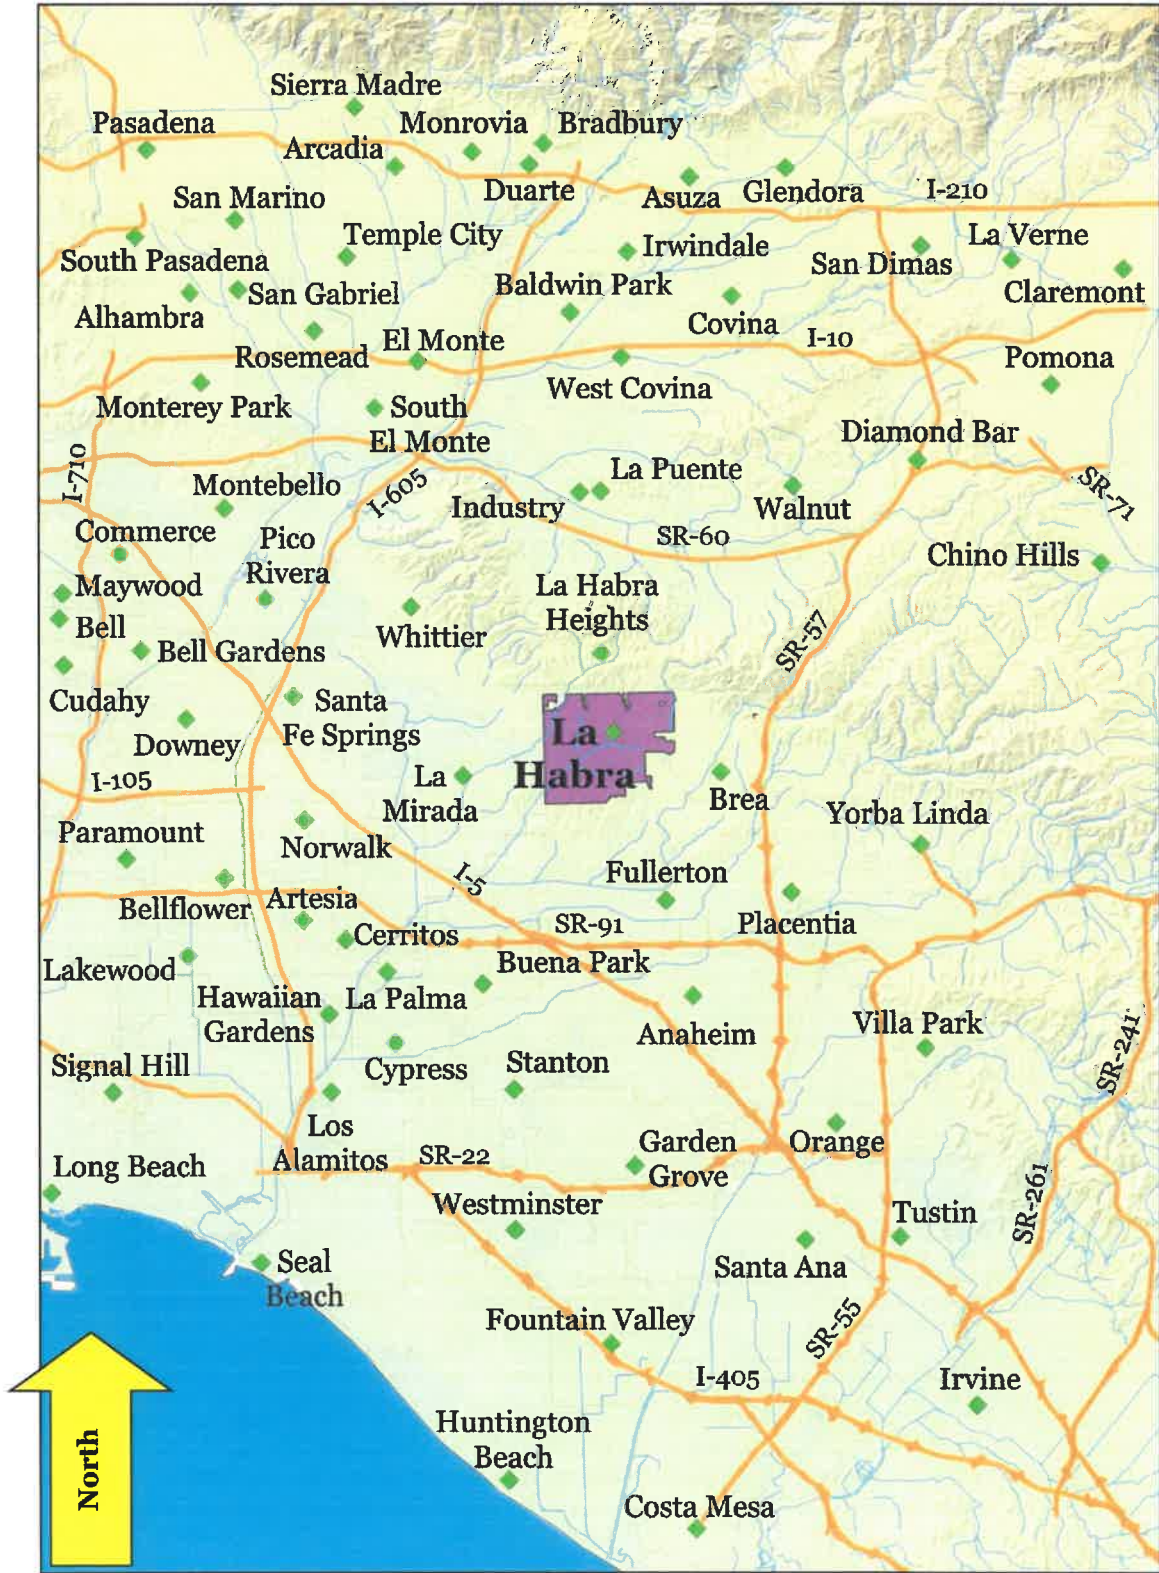 Sierra Madre
Pasadena
Monrovia
Bradbury
Arcadia
Duarte
Asuza
Glendora
I-210
San Marino
Temple City
Irwindale
La Verne
South Pasadena
San Dimas
Baldwin Park
San Gabriel
Claremont
Alhambra
Covina
El Monte
I-10
Rosemead
Pomona
West Covina
Monterey Park
South
El Monte
Diamond Bar
I-710
Montebello
I-605
La Puente
Industry
Walnut
SR-71
Commerce
Pico
Rivera
SR-60
Chino Hills
Maywood
La Habra
Heights
Bell
Whittier
SR-57
Bell Gardens
Cudahy
Santa
Fe Springs
Downey
La
Habra
I-105
La
Mirada
Brea
Yorba Linda
Paramount
Norwalk
I-5
Fullerton
Bellflower
Artesia
SR-91
Placentia
Cerritos
Lakewood
Buena Park
Hawaiian
Gardens
La Palma
Anaheim
Villa Park
SR-241
Signal Hill
Cypress
Stanton
Los
Alamitos
SR-22
Garden
Grove
Orange
Long Beach
SR-261
Westminster
Tustin
Seal
Beach
Santa Ana
Fountain Valley
SR-55
I-405
Irvine
North
Huntington
Beach
Costa Mesa